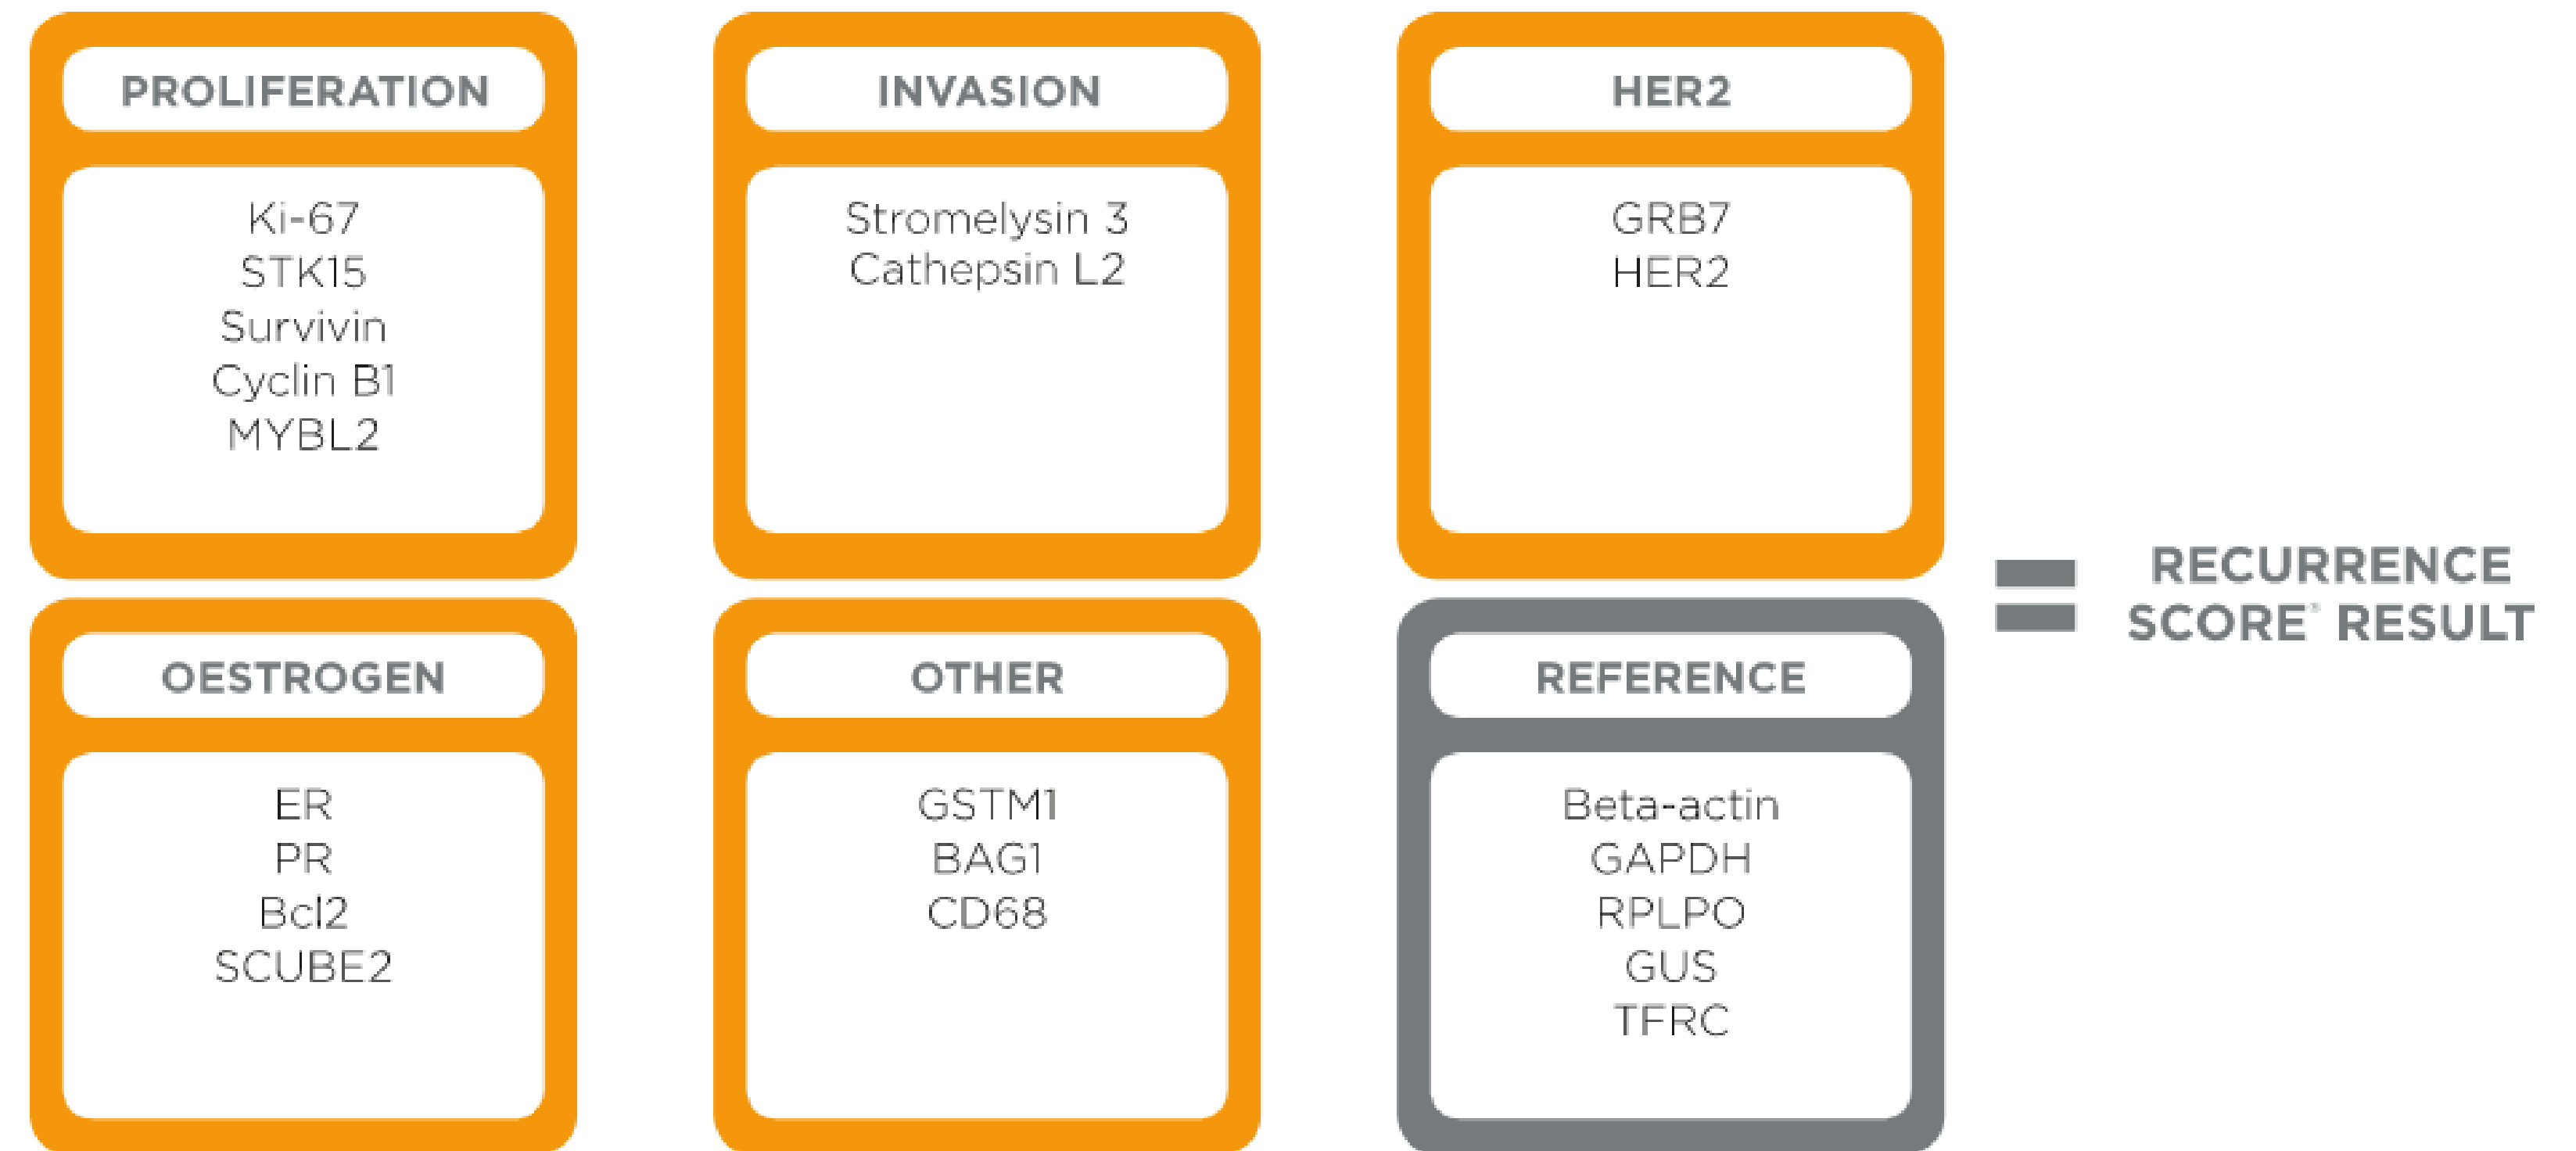 PROLIFERATION
Ki-67
STK15
Survivin
Cyclin B1
MYBL2
INVASION
Stromelysin 3
Cathepsin L2
HER2
GRB7
HER2
OESTROGEN
ER
PR
Bcl2
SCUBE2
OTHER
GSTM1
BAG1
CD68
REFERENCE
Beta-actin
GAPDH
RPLPO
GUS
TFRC
=
RECURRENCE
SCORE® RESULT